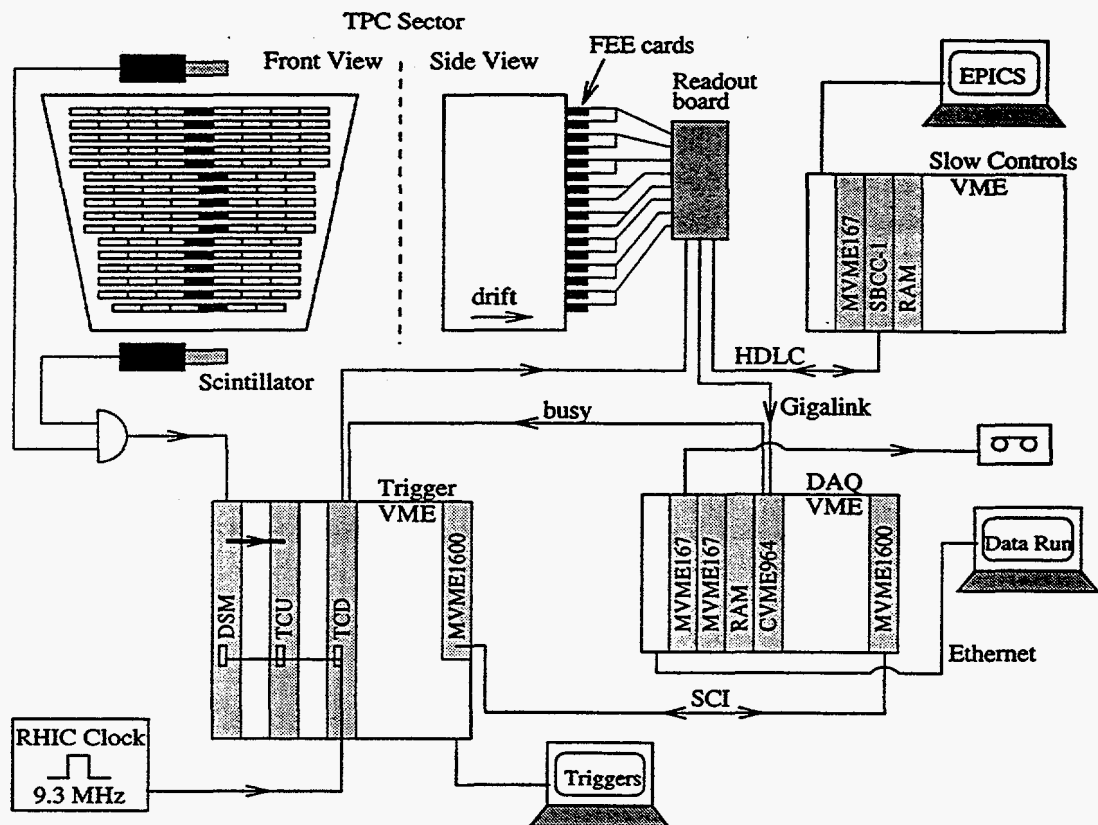 TPC Sector
Front View
Side View
FEE cards
Readout
board
EPICS
Slow Controls
VME
MVME167
SBCC-1
RAM
drift
HDLC
Scintillator
busy
Gigalink
Trigger
VME
DSM
TCU
TCD
MVME1600
DAQ
VME
MVME167
MVME167
RAM
CVME964
MVME1600
Data Run
Ethernet
SCI
RHIC Clock
9.3 MHz
Triggers